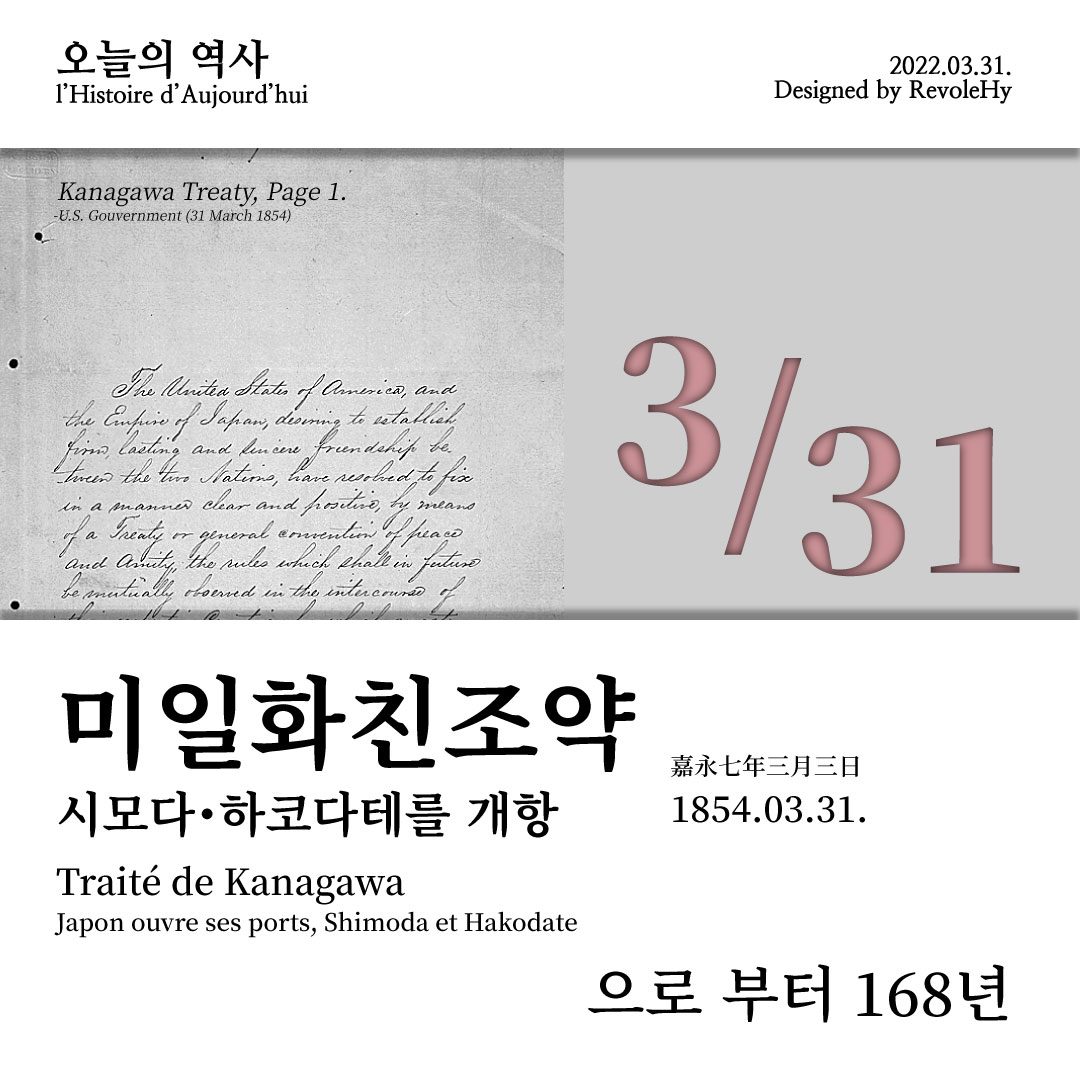 오늘의 역사
l’Histoire d’Aujourd’hui
2022.03.31.
Designed by RevoleHy
Kanagawa Treaty, Page 1.
-U.S. Gouvernment (31 March 1854)
The United States of America, and
the Empire of Japan, desiring to establish
firm, lasting and sincere friendship be-
tween the two Nations, have resolved to fix
in a manner clear and positive, by means
of a Treaty or general convention of peace
and Amity, the rules which shall in future
be mutually observed in the intercourse of
3/31
미일화친조약
시모다·하코다테를 개항
嘉永七年三月三日
1854.03.31.
Traité de Kanagawa
Japon ouvre ses ports, Shimoda et Hakodate
으로 부터 168년